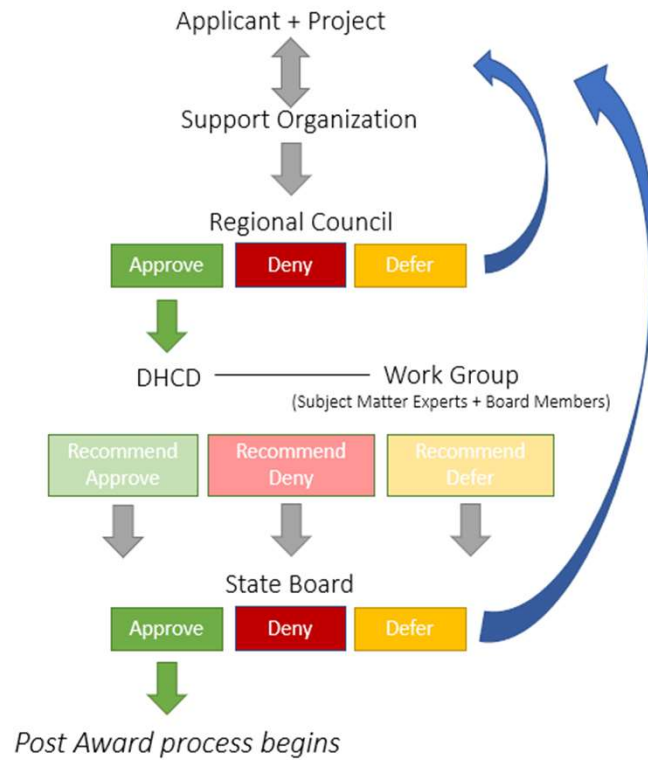 Applicant + Project
Support Organization
Regional Council
Approve
Deny
Defer
DHCD
Work Group
(Subject Matter Experts + Board Members)
Recommend
Approve
Recommend
Deny
Recommend
Defer
State Board
Approve
Deny
Defer
Post Award process begins